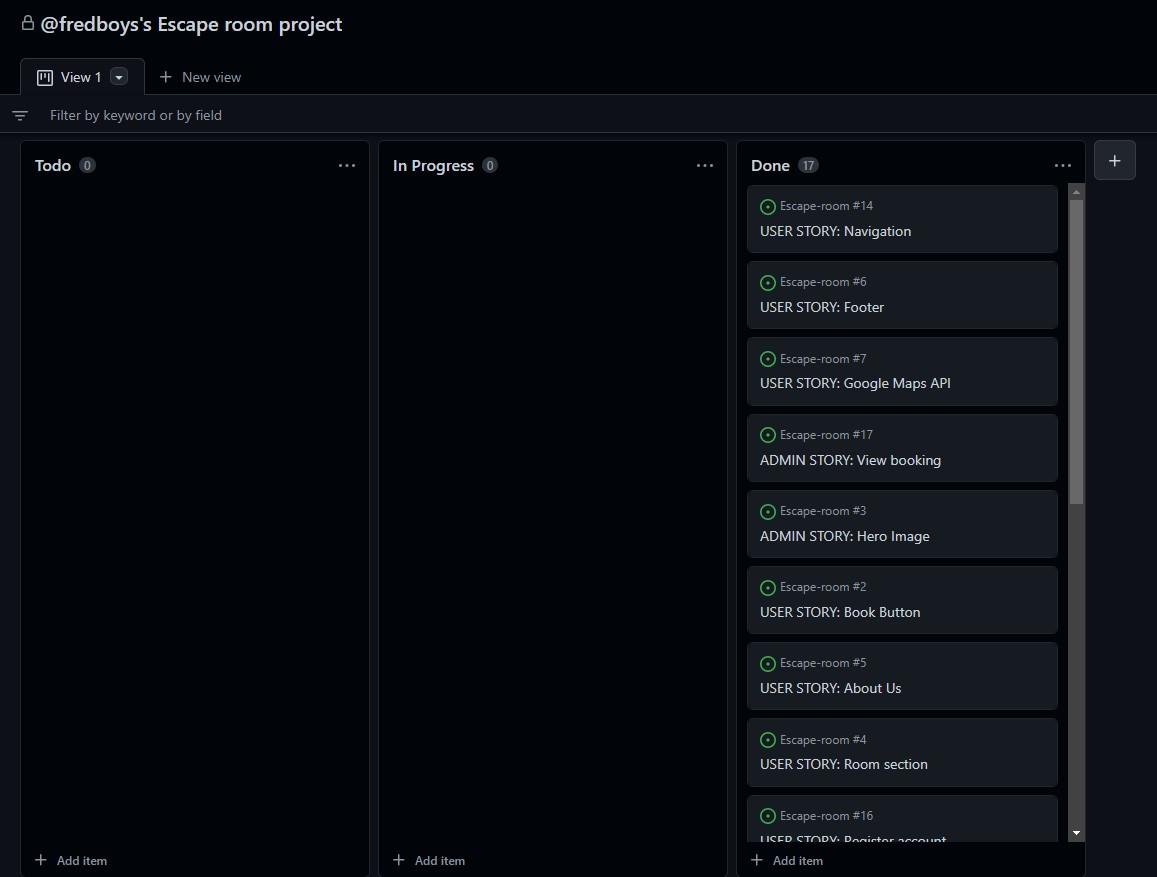 @fredboys's Escape room project
View 1
New view
Filter by keyword or by field
Todo 0
Add item
In Progress 0
Add item
Done 17
Escape-room #14
USER STORY: Navigation
Escape-room #6
USER STORY: Footer
Escape-room #7
USER STORY: Google Maps API
Escape-room #17
ADMIN STORY: View booking
Escape-room #3
ADMIN STORY: Hero Image
Escape-room #2
USER STORY: Book Button
Escape-room #5
USER STORY: About Us
Escape-room #4
USER STORY: Room section
Escape-room #16
USER STORY: Register account
Add item